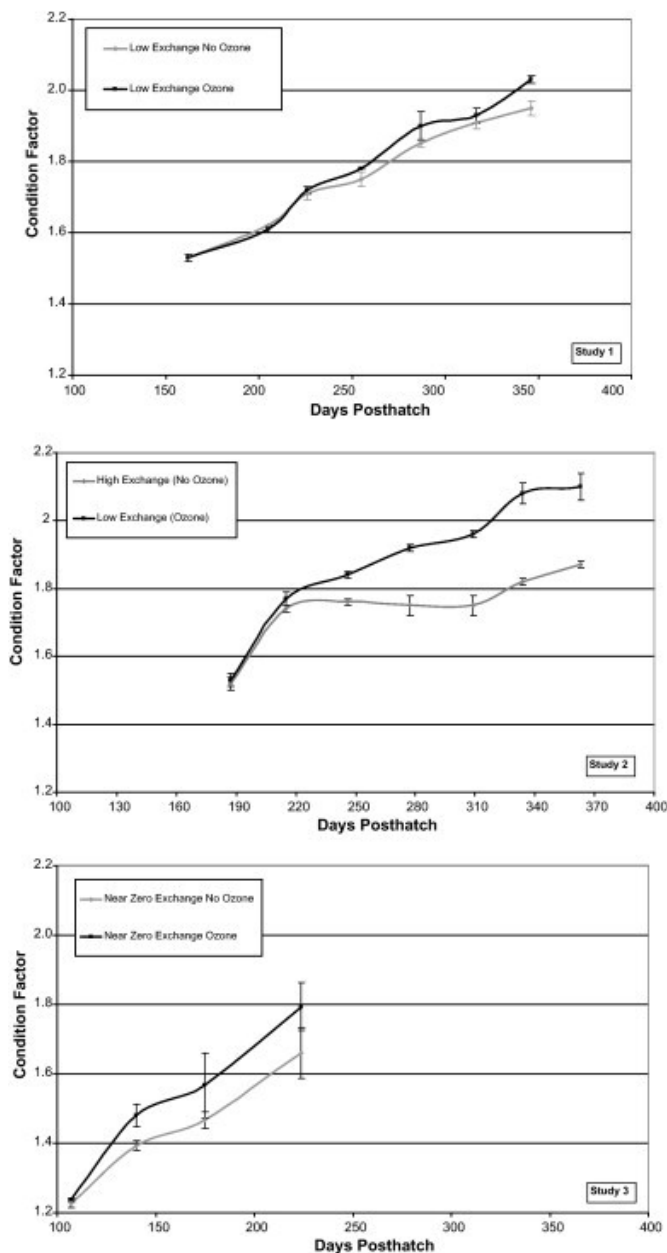 Low Exchange No Ozone
Low Exchange Ozone
2.2
2.0
1.8
1.6
1.4
1.2
Condition Factor
Study 1
100 150 200 250 300 350 400
Days Posthatch
High Exchange (No Ozone)
Low Exchange (Ozone)
2.2
2
1.8
1.6
1.4
1.2
Condition Factor
Study 2
100 130 160 190 220 250 280 310 340 370 400
Days Posthatch
Near Zero Exchange No Ozone
Near Zero Exchange Ozone
2.2
2.0
1.8
1.6
1.4
1.2
Condition Factor
Study 3
100 150 200 250 300 350 400
Days Posthatch